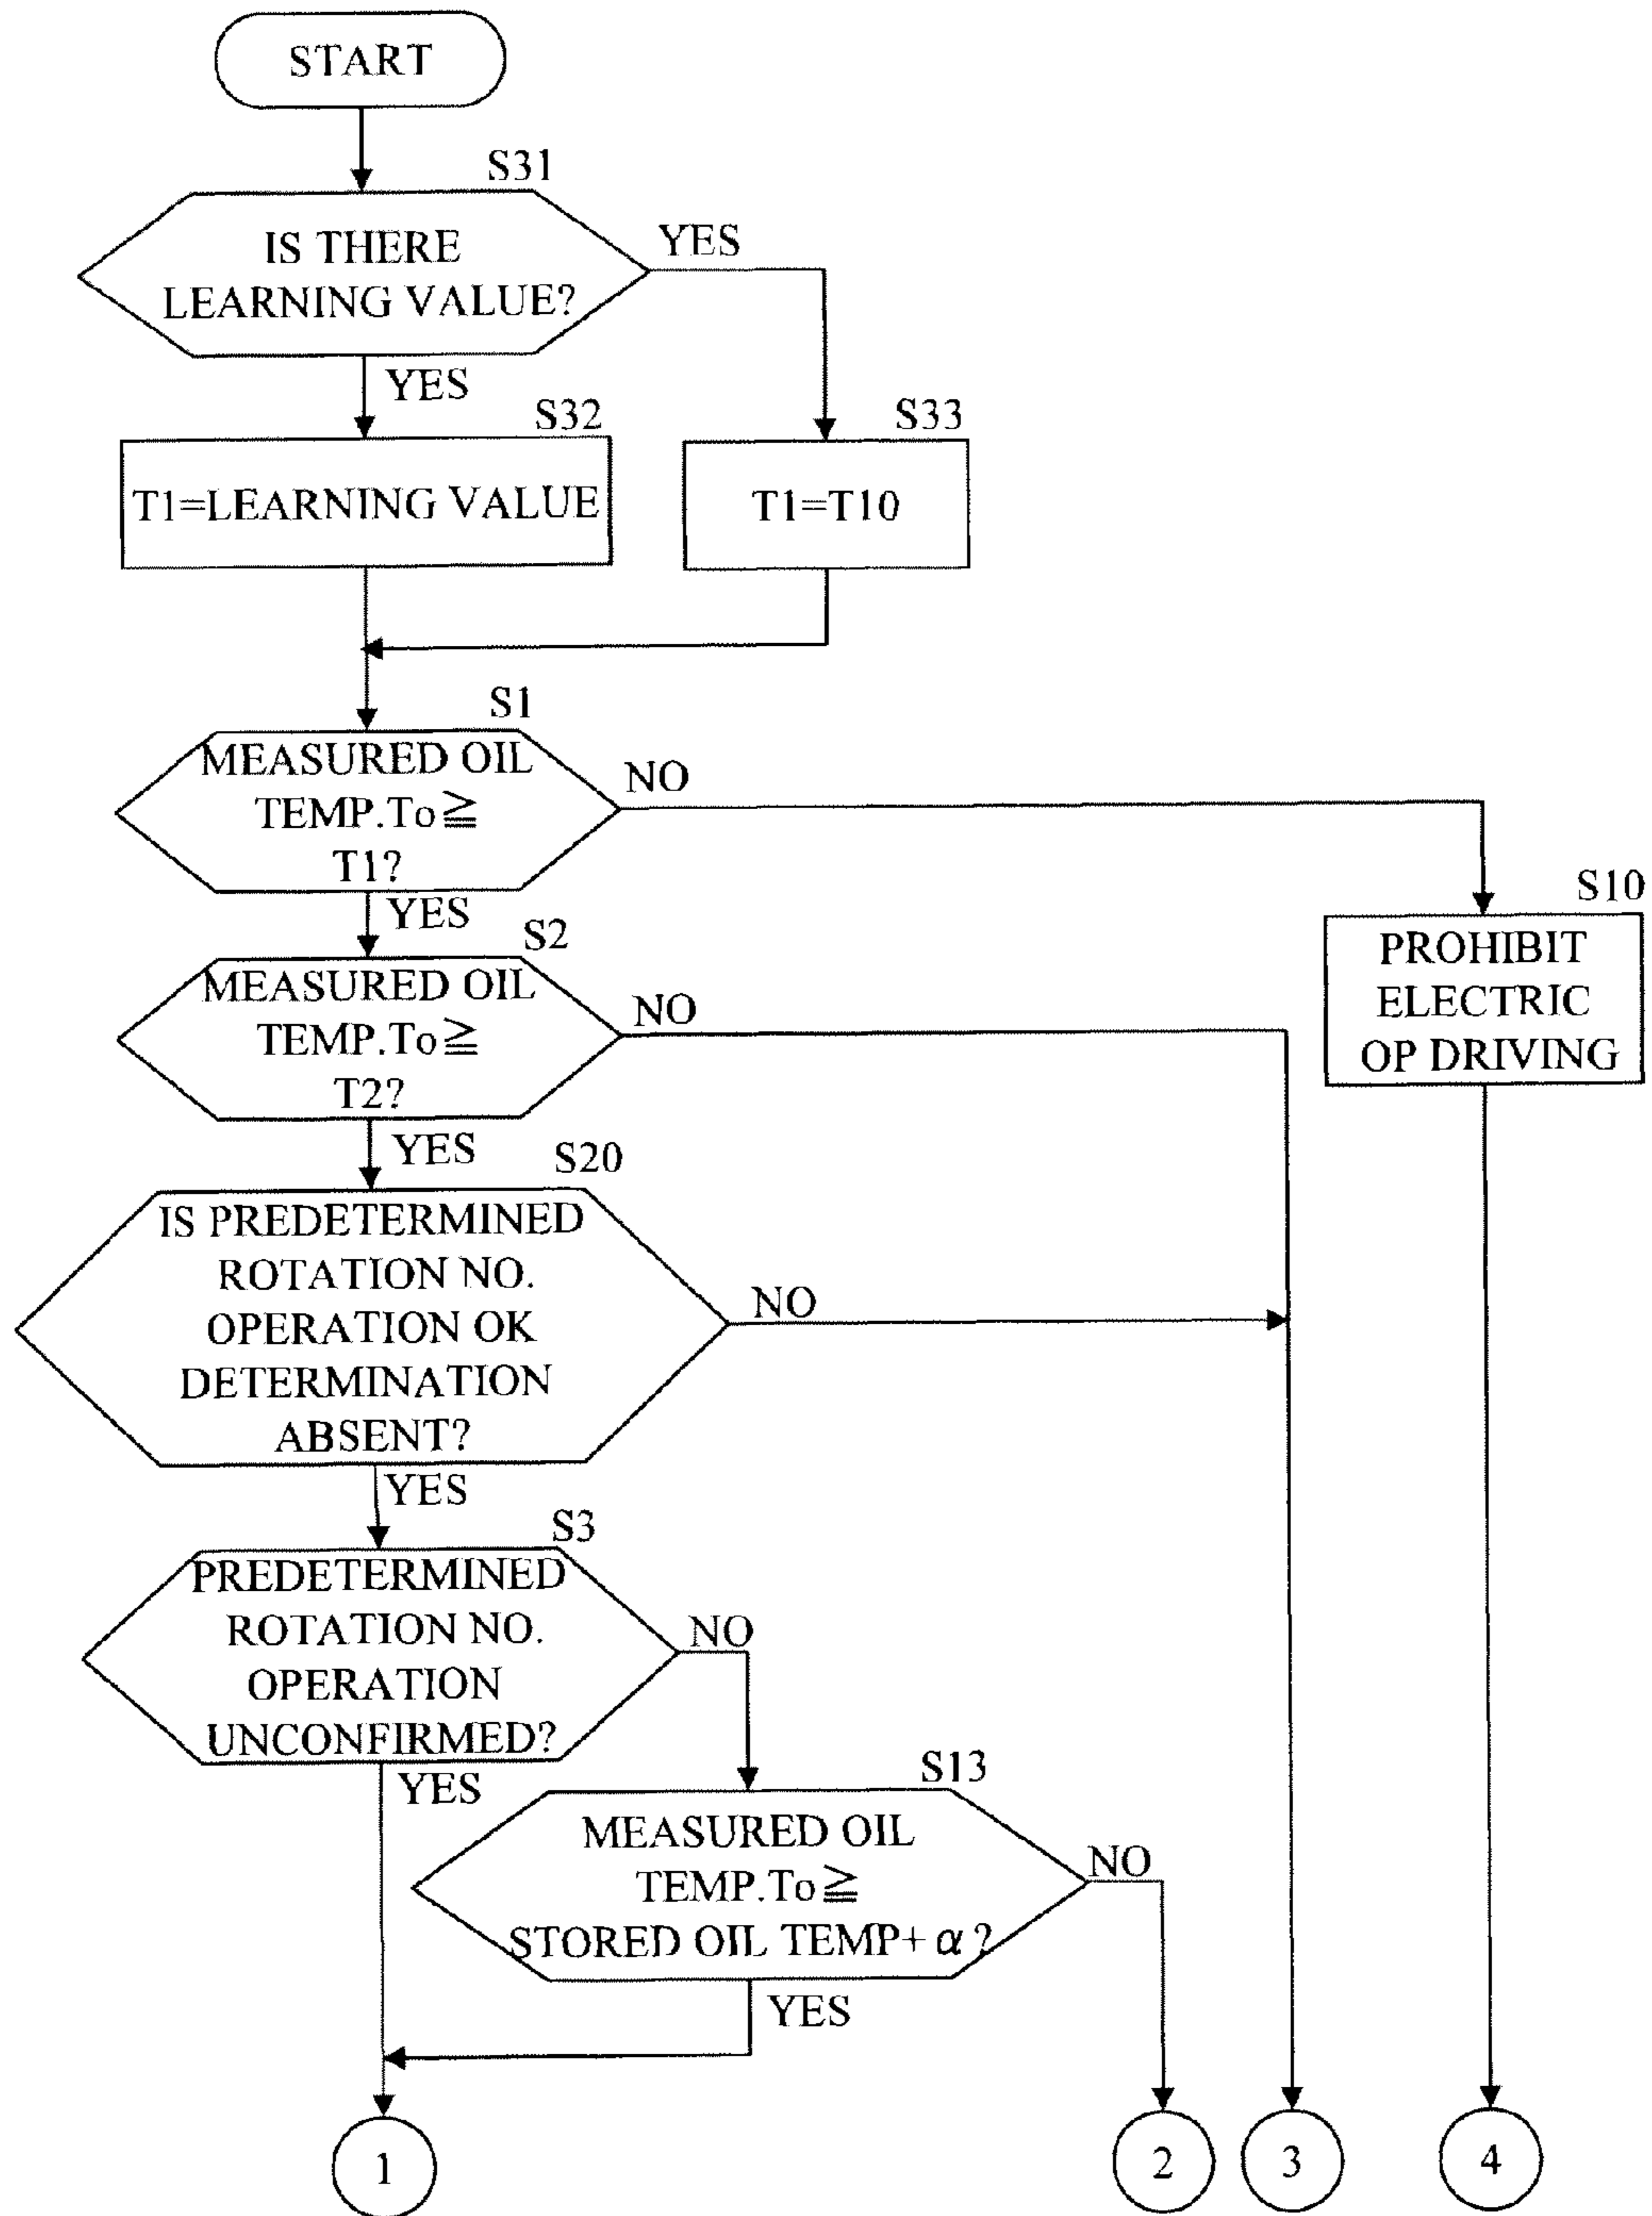 START
S31
IS THERE
LEARNING VALUE?
YES
YES
S32
T1=LEARNING VALUE
S33
T1=T10
S1
MEASURED OIL
TEMP.To≧
T1?
NO
YES
S10
PROHIBIT
ELECTRIC
OP DRIVING
S2
MEASURED OIL
TEMP.To≧
T2?
NO
YES
S20
IS PREDETERMINED
ROTATION NO.
OPERATION OK
DETERMINATION
ABSENT?
NO
YES
S3
PREDETERMINED
ROTATION NO.
OPERATION
UNCONFIRMED?
NO
YES
S13
MEASURED OIL
TEMP.To≧
STORED OIL TEMP+α?
NO
YES
1
2
3
4